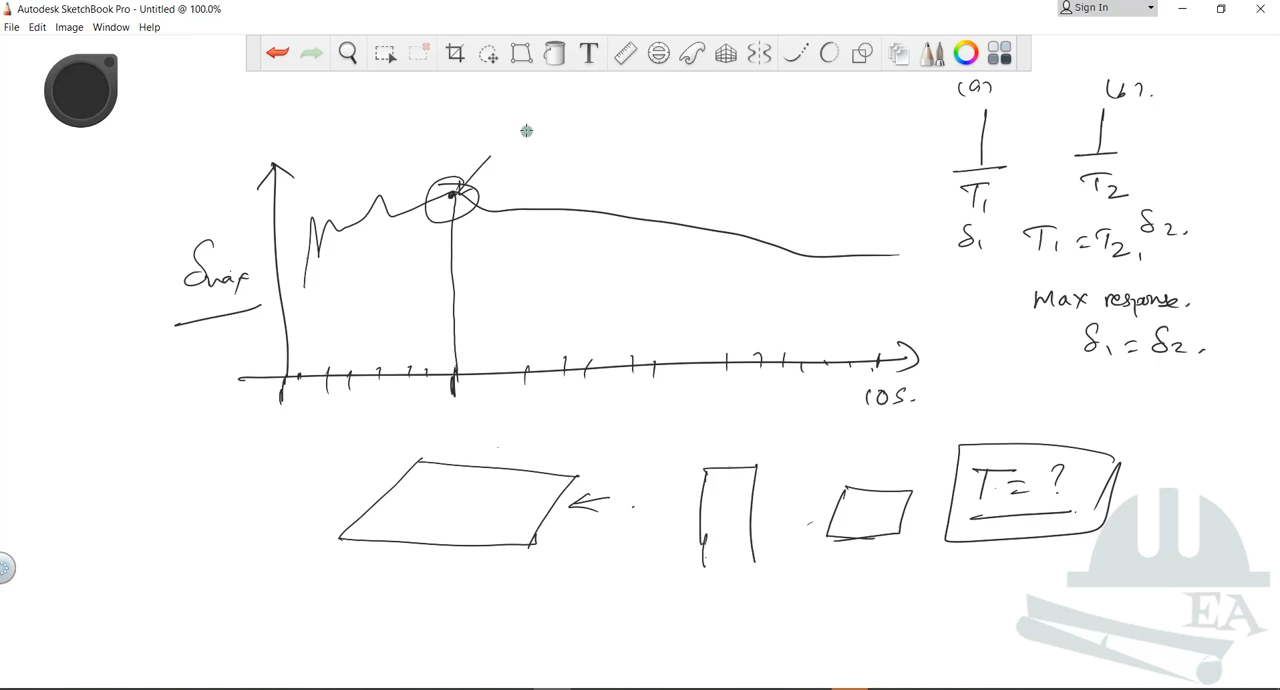 Autodesk SketchBook Pro - Untitled @ 100.0%
Sign In
File Edit Image Window Help
T
(a) (b).
T₁ T₂
δ₁ T₁ = T₂, δ₂.
δmax
Max response.
δ₁ = δ₂.
10s.
T = ?
EA